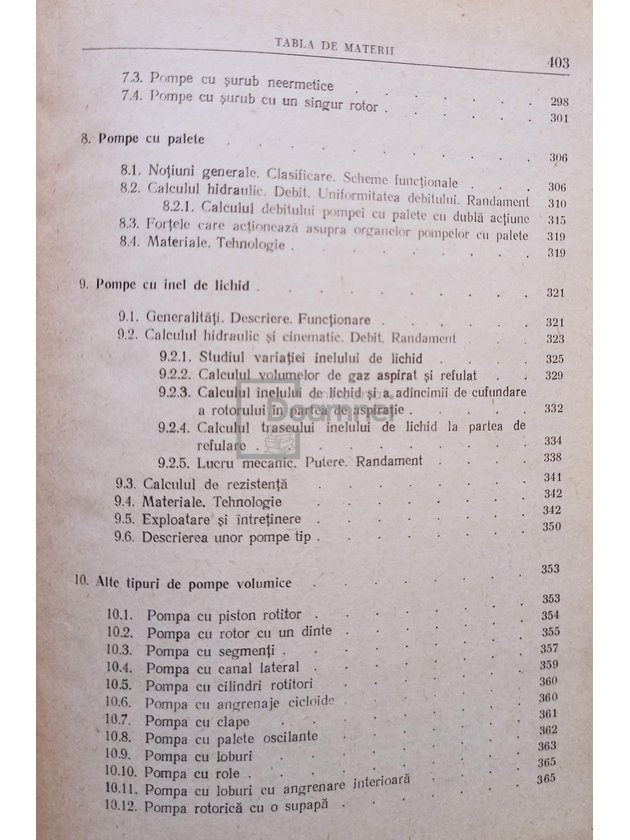 TABLA DE MATERII 403
7.3. Pompe cu şurub neermetice . . . . . . 298
7.4. Pompe cu şurub cu un singur rotor . . . . . 301
8. Pompe cu palete . . . . . . . . 306
8.1. Noţiuni generale. Clasificare. Scheme funcţionale . . . 306
8.2. Calculul hidraulic. Debit. Uniformitatea debitului. Randament 310
8.2.1. Calculul debitului pompei cu palete cu dublă acţiune 315
8.3. Forţele care acţionează asupra organelor pompelor cu palete 319
8.4. Materiale. Tehnologie . . . . . . . 319
9. Pompe cu inel de lichid . . . . . . . 321
9.1. Generalităţi. Descriere. Funcţionare . . . . . 321
9.2. Calculul hidraulic şi cinematic. Debit. Randament . . 323
9.2.1. Studiul variaţiei inelului de lichid . . . . 325
9.2.2. Calculul volumelor de gaz aspirat şi refulat . . 329
9.2.3. Calculul inelului de lichid şi a adîncimii de cufundare
a rotorului în partea de aspiraţie . . . . 332
9.2.4. Calculul traseului inelului de lichid la partea de
refulare . . . . . . . 334
9.2.5. Lucru mecanic. Putere. Randament . . . . 338
9.3. Calculul de rezistenţă . . . . . . . 341
9.4. Materiale. Tehnologie . . . . . . . 342
9.5. Exploatare şi întreţinere . . . . . . . 342
9.6. Descrierea unor pompe tip . . . . . . . 350
10. Alte tipuri de pompe volumice . . . . . . 353
10.1. Pompa cu piston rotitor . . . . . . 353
10.2. Pompa cu rotor cu un dinte . . . . . . 354
10.3. Pompa cu segmenţi . . . . . . . 355
10.4. Pompa cu canal lateral . . . . . . 357
10.5. Pompa cu cilindri rotitori . . . . . . 359
10.6. Pompa cu angrenaje cicloide . . . . . . 360
10.7. Pompa cu clape . . . . . . 360
10.8. Pompa cu palete oscilante . . . . . . 361
10.9. Pompa cu loburi . . . . . . 362
10.10. Pompa cu role . . . . . . . 363
10.11. Pompa cu loburi cu angrenare interioară . . . . 365
10.12. Pompa rotorică cu o supapă . . . . . . 365